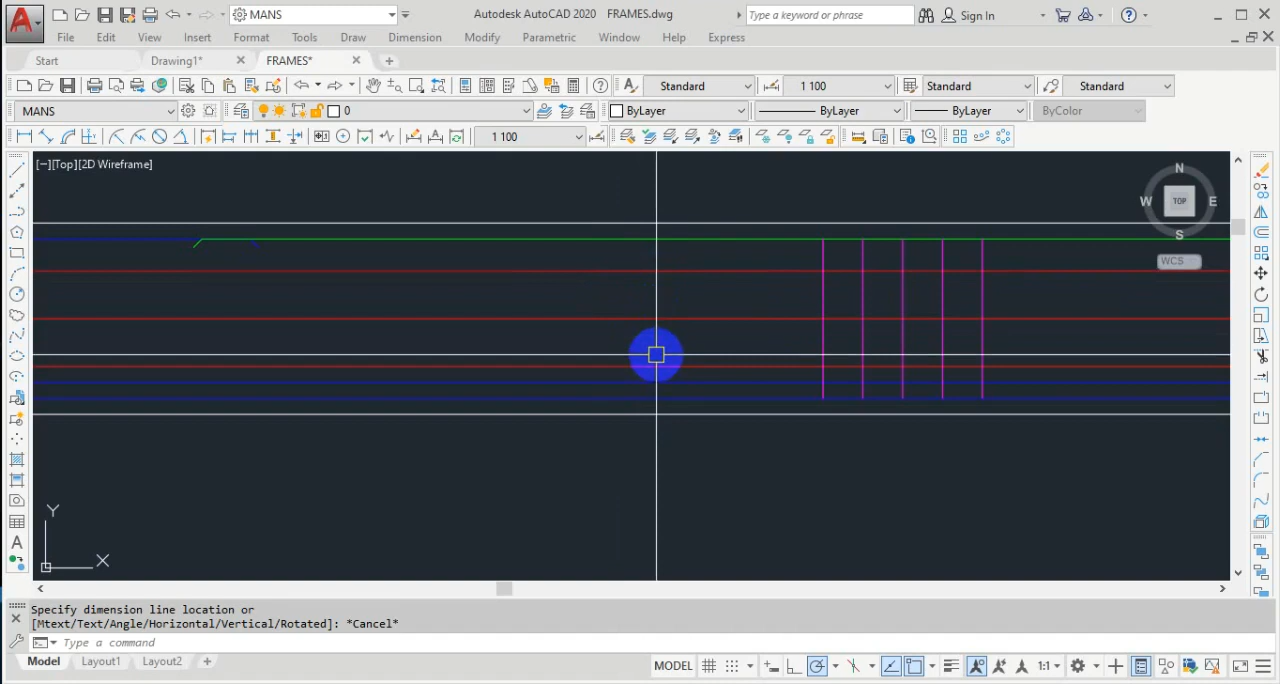 MANS
Autodesk AutoCAD 2020 FRAMES.dwg
Type a keyword or phrase
Sign In
File Edit View Insert Format Tools Draw Dimension Modify Parametric Window Help Express
Start Drawing1* FRAMES*
Standard 1 100 Standard Standard
MANS 0 ByLayer ByLayer ByLayer ByColor
1 100
[−][Top][2D Wireframe]
N
W TOP E
S
WCS
Y
X
Specify dimension line location or
[Mtext/Text/Angle/Horizontal/Vertical/Rotated]: *Cancel*
Type a command
Model Layout1 Layout2 MODEL 1:1